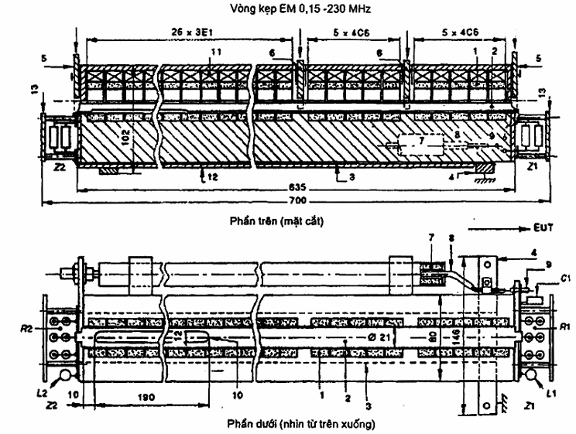 Vòng kẹp EM 0,15 -230 MHz
26 x 3E1
5 x 4C6
5 x 4C6
5
11
6
6
1
2
5
13
13
102
7
8
9
Z2
12
3
4
Z1
635
700
Phần trên (mặt cắt)
EUT
7
8
4
9
C1
R2
12
Ø 21
80
146
R1
L2
10
Z2
190
10
1
2
3
Z1
L1
Phần dưới (nhìn từ trên xuống)